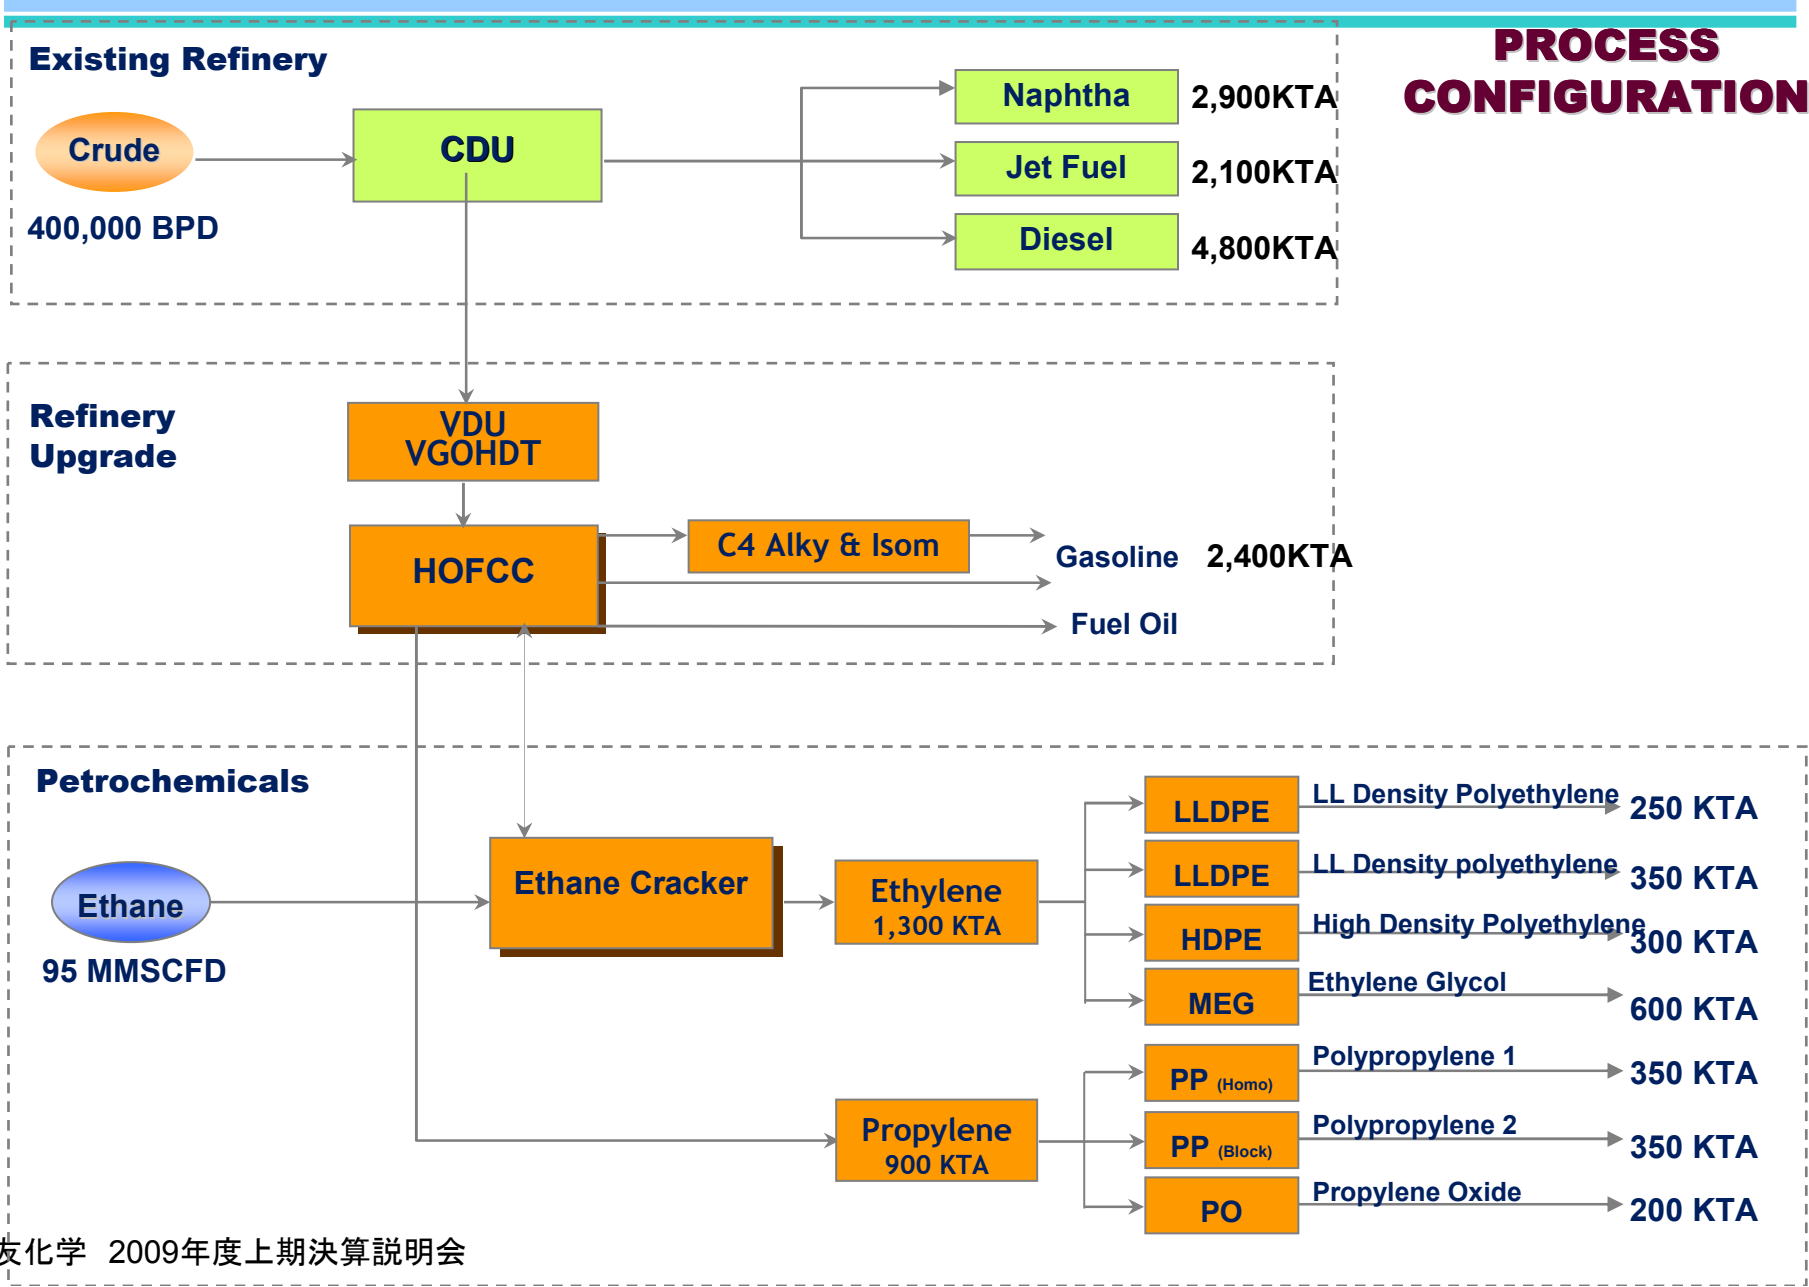 PROCESS
CONFIGURATION
Existing Refinery
Crude
400,000 BPD
CDU
Naphtha
2,900KTA
Jet Fuel
2,100KTA
Diesel
4,800KTA
Refinery
Upgrade
VDU
VGOHDT
HOFCC
C4 Alky & Isom
Gasoline
2,400KTA
Fuel Oil
Petrochemicals
Ethane
95 MMSCFD
Ethane Cracker
Ethylene
1,300 KTA
LLDPE
LL Density Polyethylene
250 KTA
LLDPE
LL Density polyethylene
350 KTA
HDPE
High Density Polyethylene
300 KTA
MEG
Ethylene Glycol
600 KTA
Propylene
900 KTA
PP (Homo)
Polypropylene 1
350 KTA
PP (Block)
Polypropylene 2
350 KTA
PO
Propylene Oxide
200 KTA
友化学 2009年度上期決算説明会